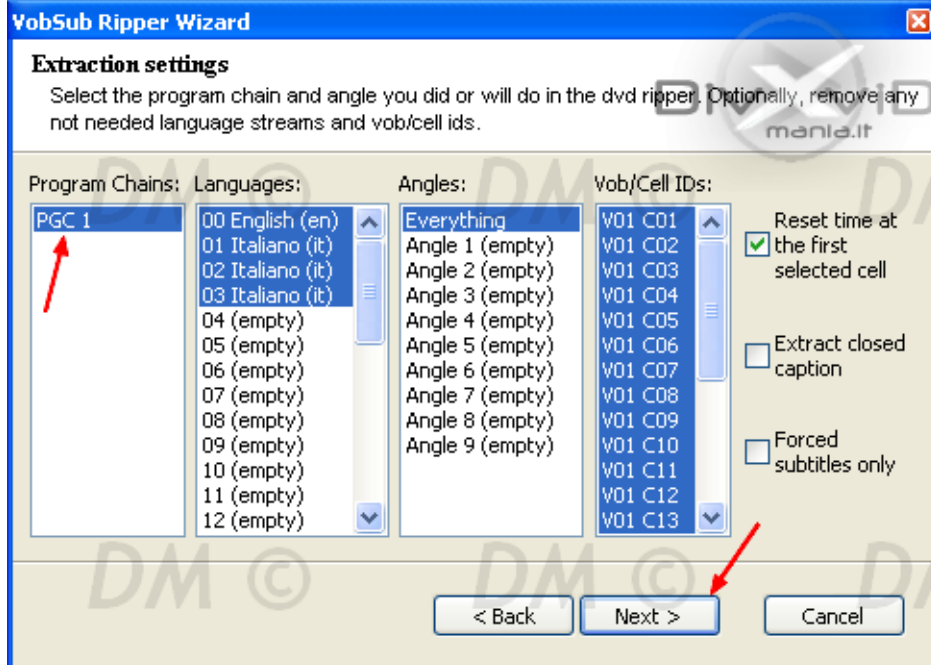 VobSub Ripper Wizard
Extraction settings
Select the program chain and angle you did or will do in the dvd ripper. Optionally, remove any
not needed language streams and vob/cell ids.
DivXviD
mania.it
DM © DM © D
Program Chains: Languages: Angles: Vob/Cell IDs:
PGC 1
00 English (en)
01 Italiano (it)
02 Italiano (it)
03 Italiano (it)
04 (empty)
05 (empty)
06 (empty)
07 (empty)
08 (empty)
09 (empty)
10 (empty)
11 (empty)
12 (empty)
Everything
Angle 1 (empty)
Angle 2 (empty)
Angle 3 (empty)
Angle 4 (empty)
Angle 5 (empty)
Angle 6 (empty)
Angle 7 (empty)
Angle 8 (empty)
Angle 9 (empty)
V01 C01
V01 C02
V01 C03
V01 C04
V01 C05
V01 C06
V01 C07
V01 C08
V01 C09
V01 C10
V01 C11
V01 C12
V01 C13
Reset time at
the first
selected cell
Extract closed
caption
Forced
subtitles only
DM © DM © D
< Back Next > Cancel